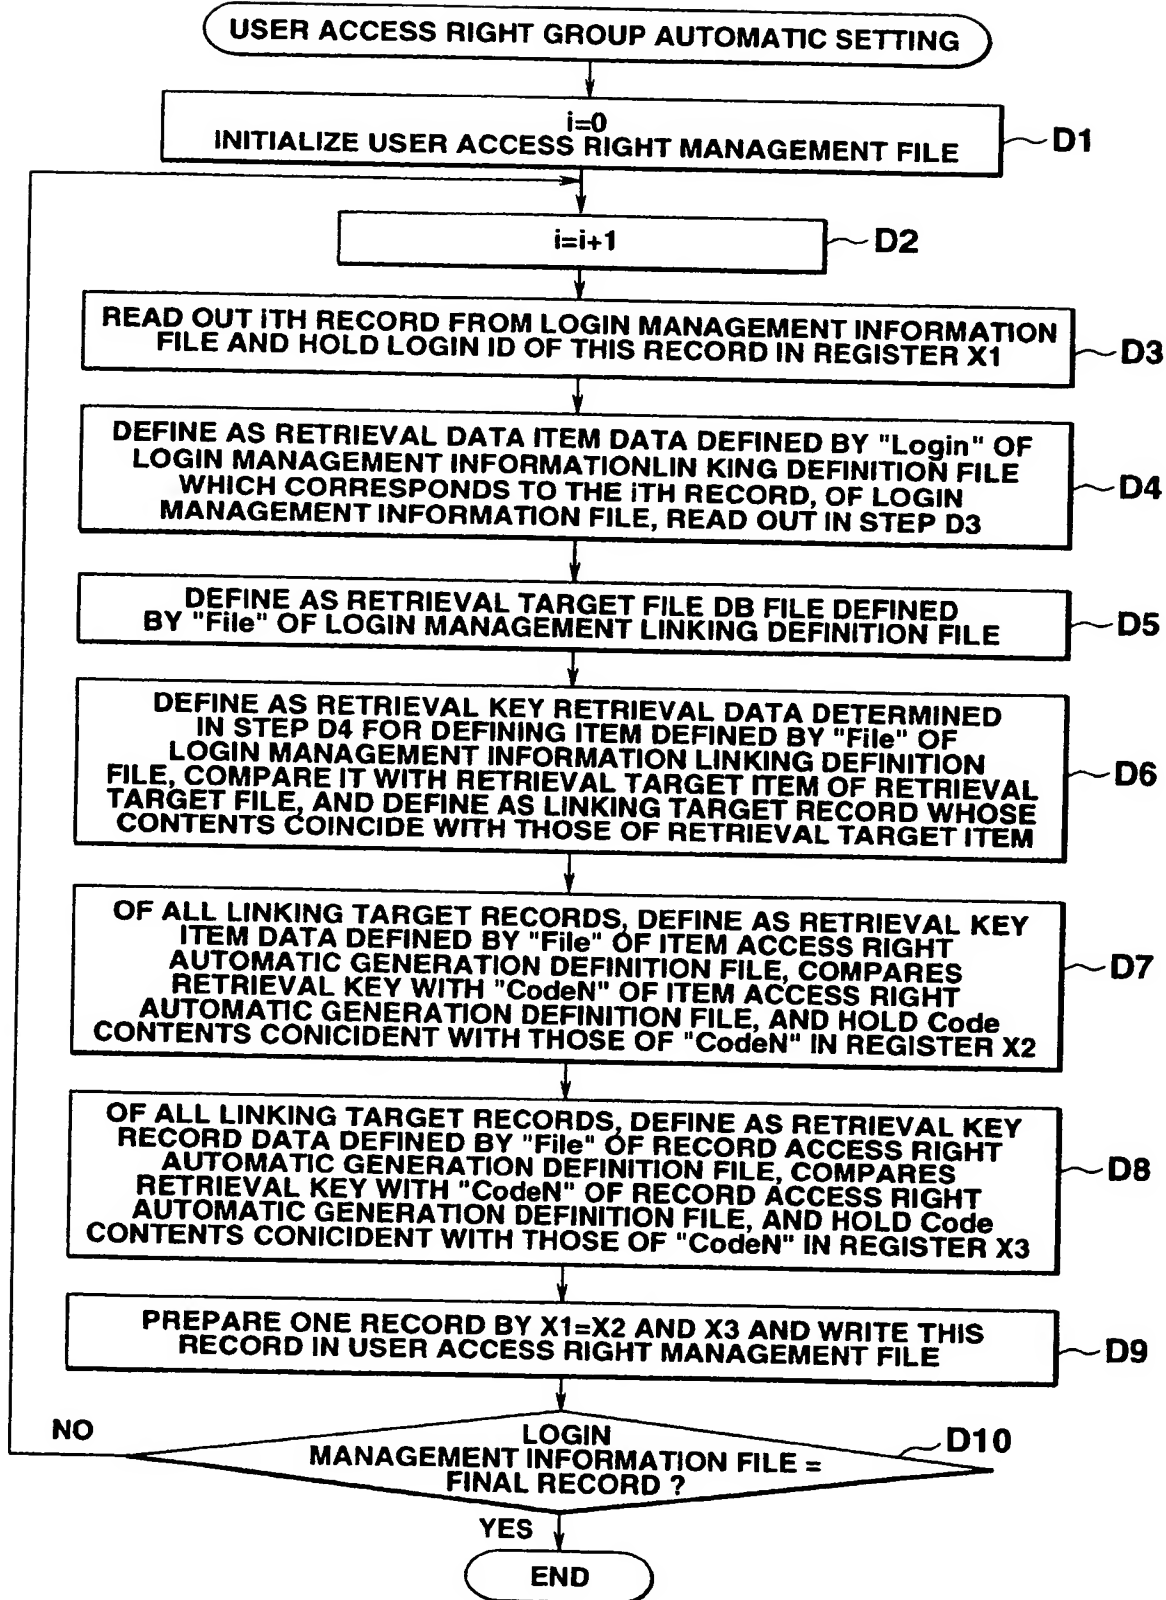 USER ACCESS RIGHT GROUP AUTOMATIC SETTING
i=0
INITIALIZE USER ACCESS RIGHT MANAGEMENT FILE
D1
i=i+1
D2
READ OUT iTH RECORD FROM LOGIN MANAGEMENT INFORMATION
FILE AND HOLD LOGIN ID OF THIS RECORD IN REGISTER X1
D3
DEFINE AS RETRIEVAL DATA ITEM DATA DEFINED BY "Login" OF
LOGIN MANAGEMENT INFORMATIONLIN KING DEFINITION FILE
WHICH CORRESPONDS TO THE iTH RECORD, OF LOGIN
MANAGEMENT INFORMATION FILE, READ OUT IN STEP D3
D4
DEFINE AS RETRIEVAL TARGET FILE DB FILE DEFINED
BY "File" OF LOGIN MANAGEMENT LINKING DEFINITION FILE
D5
DEFINE AS RETRIEVAL KEY RETRIEVAL DATA DETERMINED
IN STEP D4 FOR DEFINING ITEM DEFINED BY "File" OF
LOGIN MANAGEMENT INFORMATION LINKING DEFINITION
FILE, COMPARE IT WITH RETRIEVAL TARGET ITEM OF RETRIEVAL
TARGET FILE, AND DEFINE AS LINKING TARGET RECORD WHOSE
CONTENTS COINCIDE WITH THOSE OF RETRIEVAL TARGET ITEM
D6
OF ALL LINKING TARGET RECORDS, DEFINE AS RETRIEVAL KEY
ITEM DATA DEFINED BY "File" OF ITEM ACCESS RIGHT
AUTOMATIC GENERATION DEFINITION FILE, COMPARES
RETRIEVAL KEY WITH "CodeN" OF ITEM ACCESS RIGHT
AUTOMATIC GENERATION DEFINITION FILE, AND HOLD Code
CONTENTS CONICIDENT WITH THOSE OF "CodeN" IN REGISTER X2
D7
OF ALL LINKING TARGET RECORDS, DEFINE AS RETRIEVAL KEY
RECORD DATA DEFINED BY "File" OF RECORD ACCESS RIGHT
AUTOMATIC GENERATION DEFINITION FILE, COMPARES
RETRIEVAL KEY WITH "CodeN" OF RECORD ACCESS RIGHT
AUTOMATIC GENERATION DEFINITION FILE, AND HOLD Code
CONTENTS CONICIDENT WITH THOSE OF "CodeN" IN REGISTER X3
D8
PREPARE ONE RECORD BY X1=X2 AND X3 AND WRITE THIS
RECORD IN USER ACCESS RIGHT MANAGEMENT FILE
D9
NO
LOGIN
MANAGEMENT INFORMATION FILE =
FINAL RECORD ?
D10
YES
END